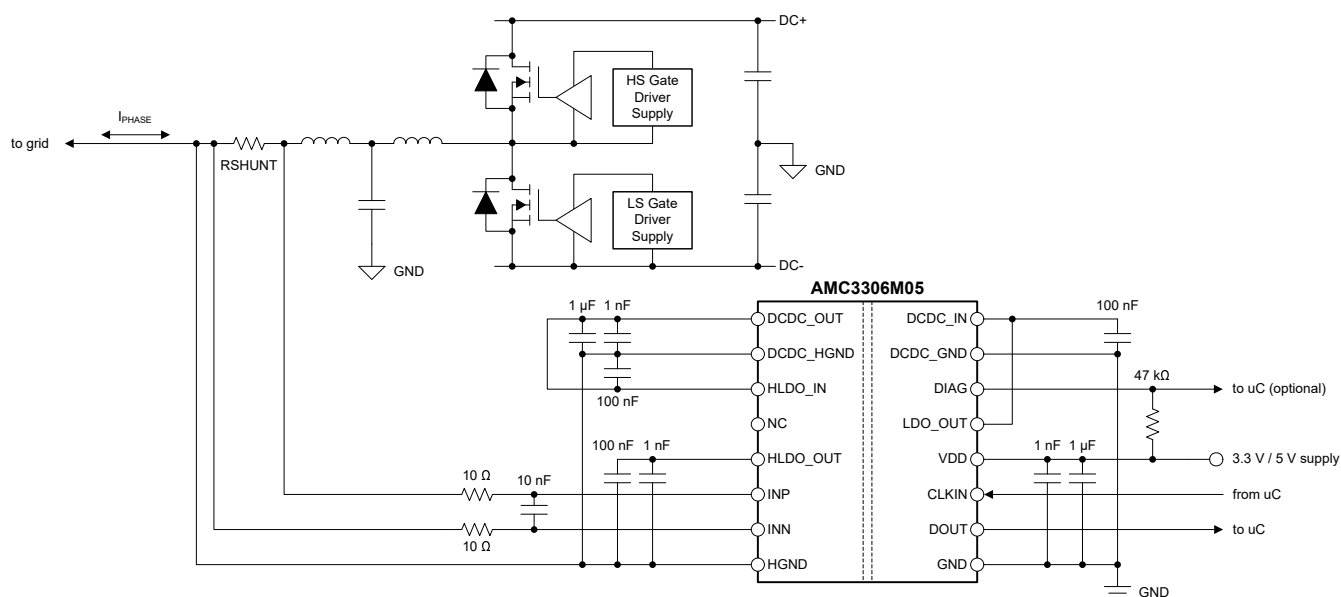 DC+
HS Gate
Driver
Supply
I PHASE
to grid
RSHUNT
GND
LS Gate
Driver
Supply
GND
DC-
AMC3306M05
1 µF
1 nF
100 nF
DCDC_OUT
DCDC_IN
DCDC_HGND
DCDC_GND
47 kΩ
HLDO_IN
DIAG
to uC (optional)
100 nF
NC
LDO_OUT
100 nF
1 nF
1 nF
1 µF
HLDO_OUT
VDD
3.3 V / 5 V supply
10 Ω
10 nF
INP
CLKIN
from uC
INN
DOUT
to uC
10 Ω
HGND
GND
GND